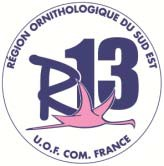 RÉGION ORNITHOLOGIQUE DU SUD EST
R13
U.O.F. COM. FRANCE